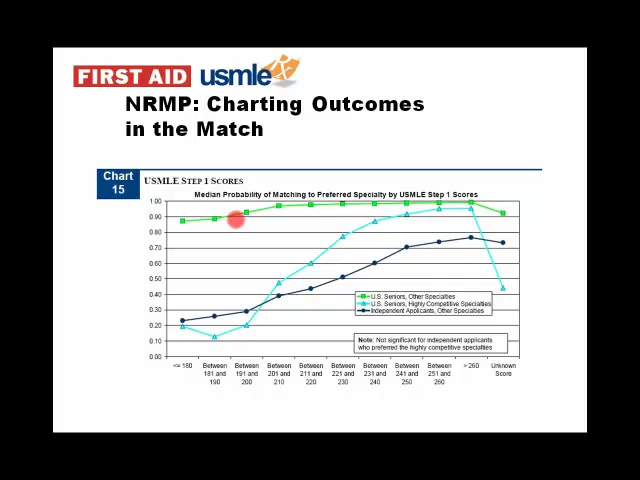 FIRST AID usmle Rx
NRMP: Charting Outcomes
in the Match
Chart
15
USMLE STEP 1 SCORES
Median Probability of Matching to Preferred Specialty by USMLE Step 1 Scores
1.00
0.90
0.80
0.70
0.60
0.50
0.40
0.30
0.20
0.10
0.00
U.S. Seniors, Other Specialties
U.S. Seniors, Highly Competitive Specialties
Independent Applicants, Other Specialties
Note: Not significant for independent applicants
who preferred the highly competitive specialties
<= 180
Between
181 and
190
Between
191 and
200
Between
201 and
210
Between
211 and
220
Between
221 and
230
Between
231 and
240
Between
241 and
250
Between
251 and
260
> 260
Unknown
Score